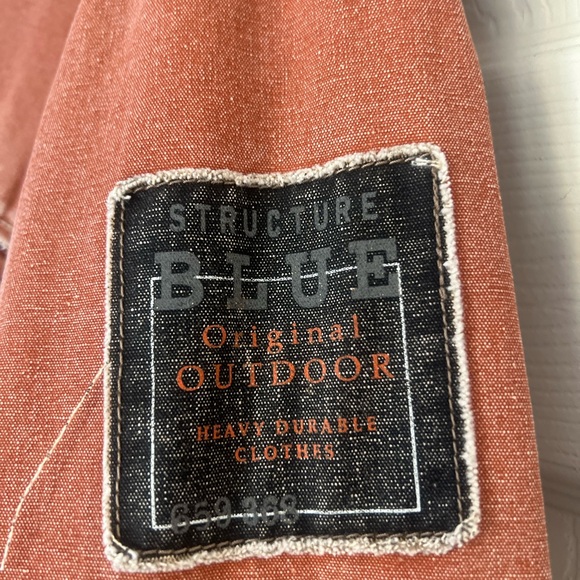 STRUCTURE
BLUE
Original
OUTDOOR
HEAVY DURABLE
CLOTHES